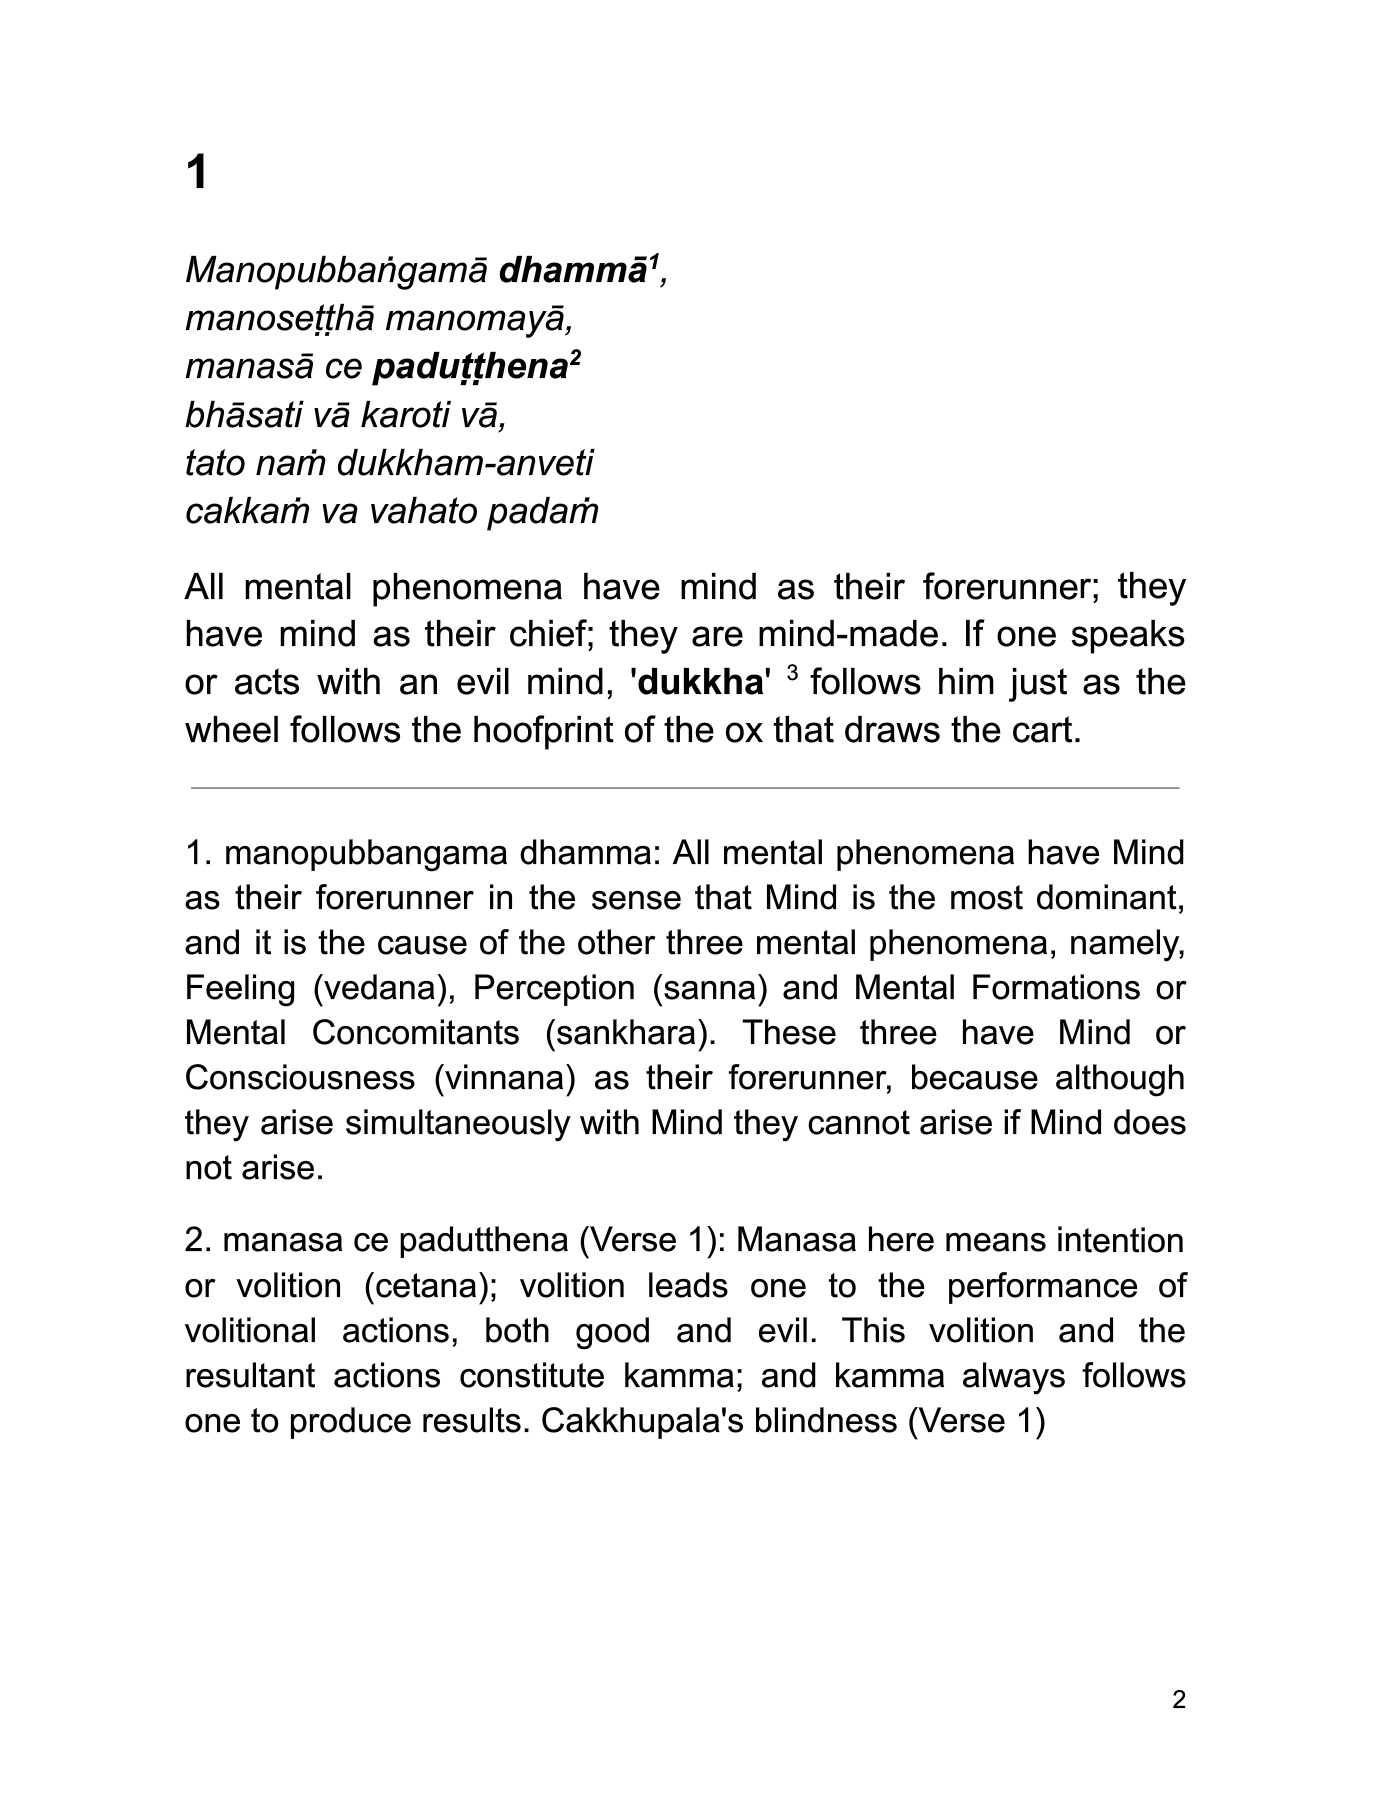 1
Manopubbaṅgamā dhammā¹,
manoseṭṭhā manomayā,
manasā ce paduṭṭhena²
bhāsati vā karoti vā,
tato naṁ dukkham-anveti
cakkaṁ va vahato padaṁ
All mental phenomena have mind as their forerunner; they
have mind as their chief; they are mind-made. If one speaks
or acts with an evil mind, 'dukkha' ³ follows him just as the
wheel follows the hoofprint of the ox that draws the cart.
1. manopubbangama dhamma: All mental phenomena have Mind
as their forerunner in the sense that Mind is the most dominant,
and it is the cause of the other three mental phenomena, namely,
Feeling (vedana), Perception (sanna) and Mental Formations or
Mental Concomitants (sankhara). These three have Mind or
Consciousness (vinnana) as their forerunner, because although
they arise simultaneously with Mind they cannot arise if Mind does
not arise.
2. manasa ce padutthena (Verse 1): Manasa here means intention
or volition (cetana); volition leads one to the performance of
volitional actions, both good and evil. This volition and the
resultant actions constitute kamma; and kamma always follows
one to produce results. Cakkhupala's blindness (Verse 1)
2